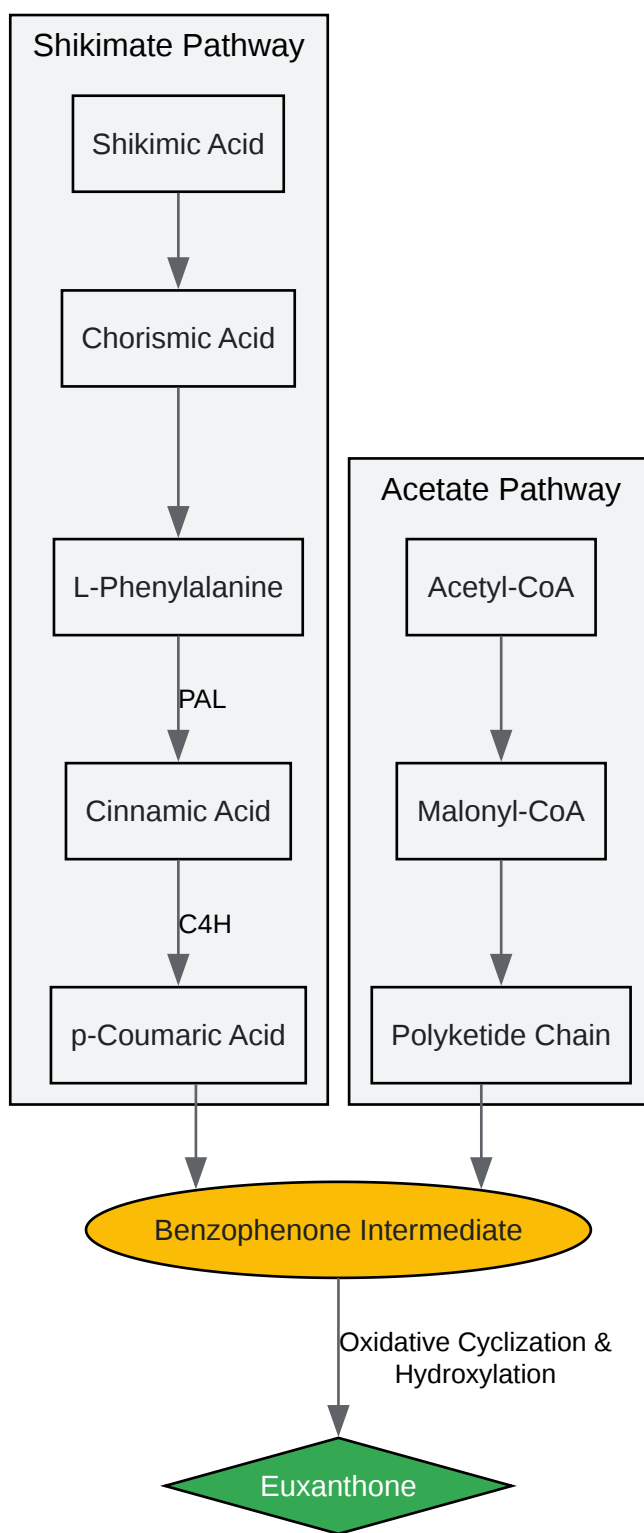 Shikimate Pathway
Shikimic Acid
Chorismic Acid
L-Phenylalanine
PAL
Cinnamic Acid
C4H
p-Coumaric Acid
Acetate Pathway
Acetyl-CoA
Malonyl-CoA
Polyketide Chain
Benzophenone Intermediate
Oxidative Cyclization &
Hydroxylation
Euxanthone